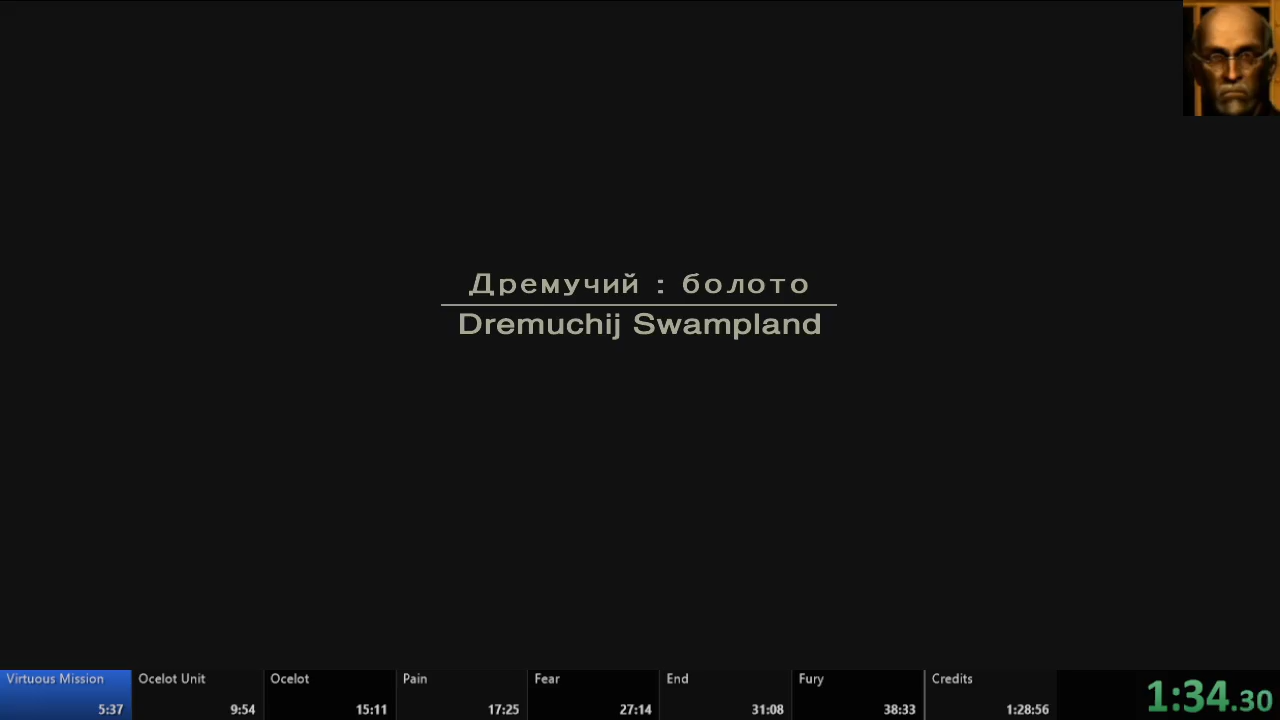 Дремучий : болото
Dremuchij Swampland
Virtuous Mission
5:37
Ocelot Unit
9:54
Ocelot
15:11
Pain
17:25
Fear
27:14
End
31:08
Fury
38:33
Credits
1:28:56
1:34.30